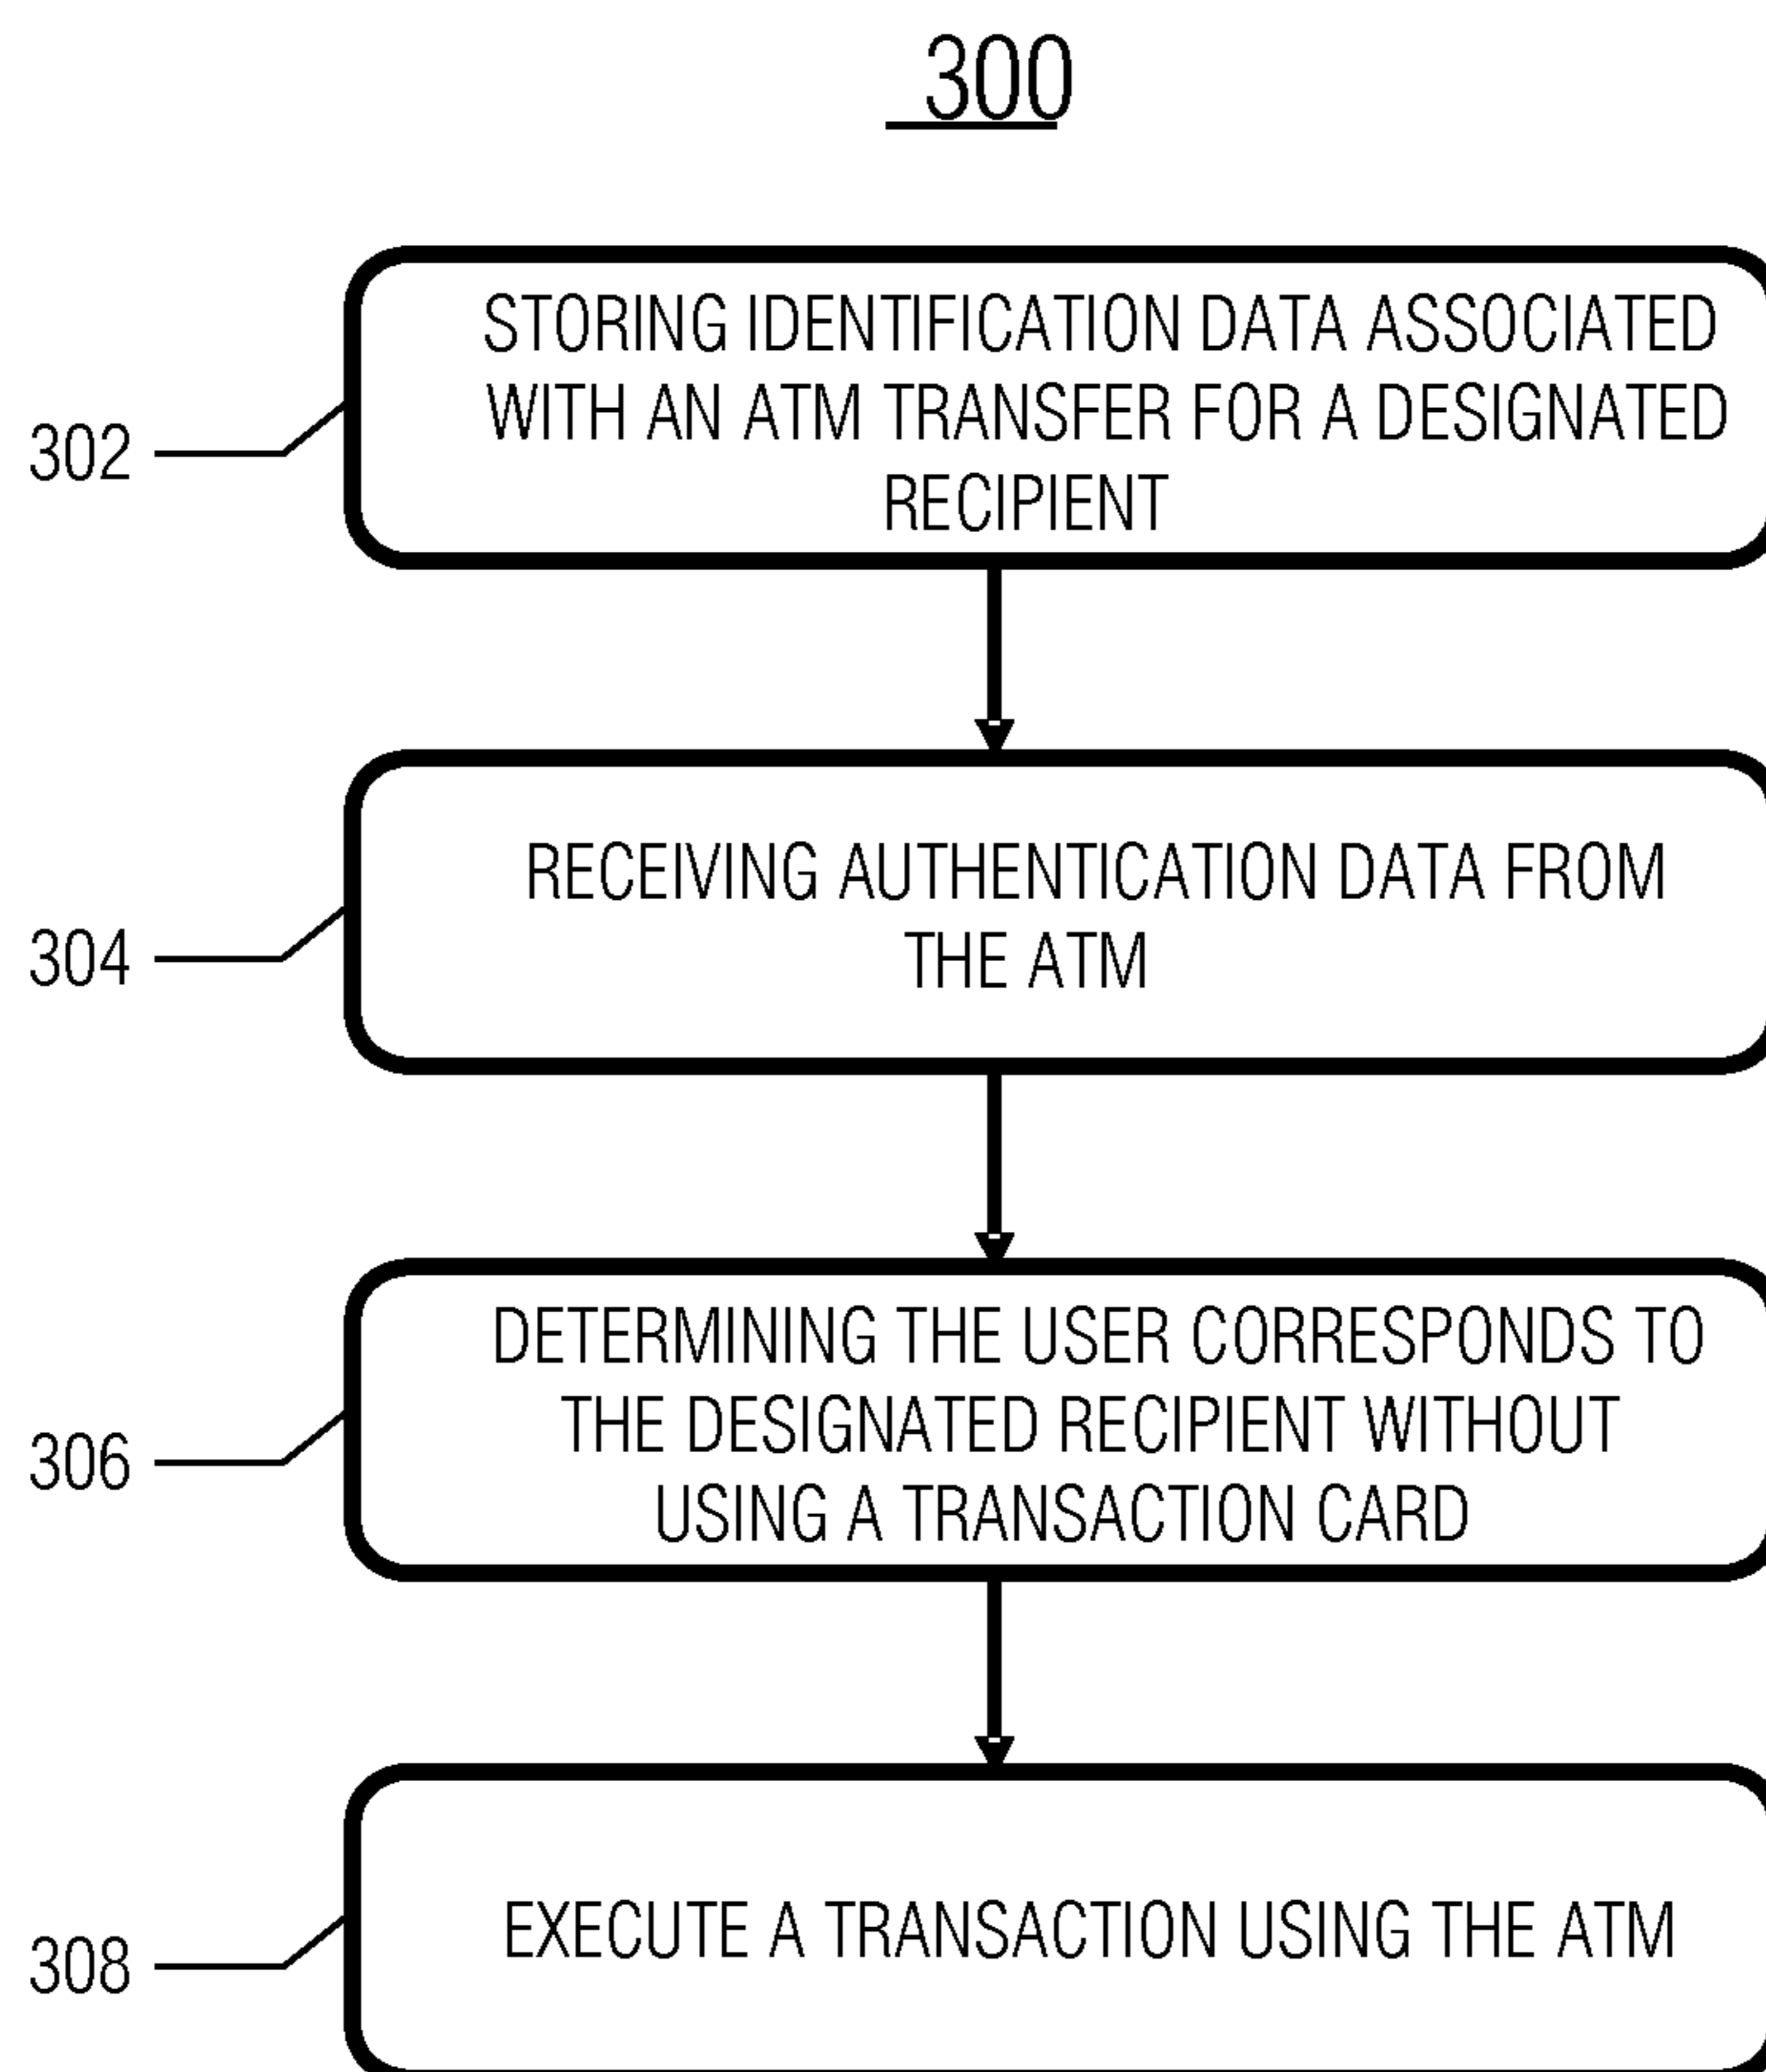 300
STORING IDENTIFICATION DATA ASSOCIATED
WITH AN ATM TRANSFER FOR A DESIGNATED
RECIPIENT
302
RECEIVING AUTHENTICATION DATA FROM
THE ATM
304
DETERMINING THE USER CORRESPONDS TO
THE DESIGNATED RECIPIENT WITHOUT
USING A TRANSACTION CARD
306
EXECUTE A TRANSACTION USING THE ATM
308